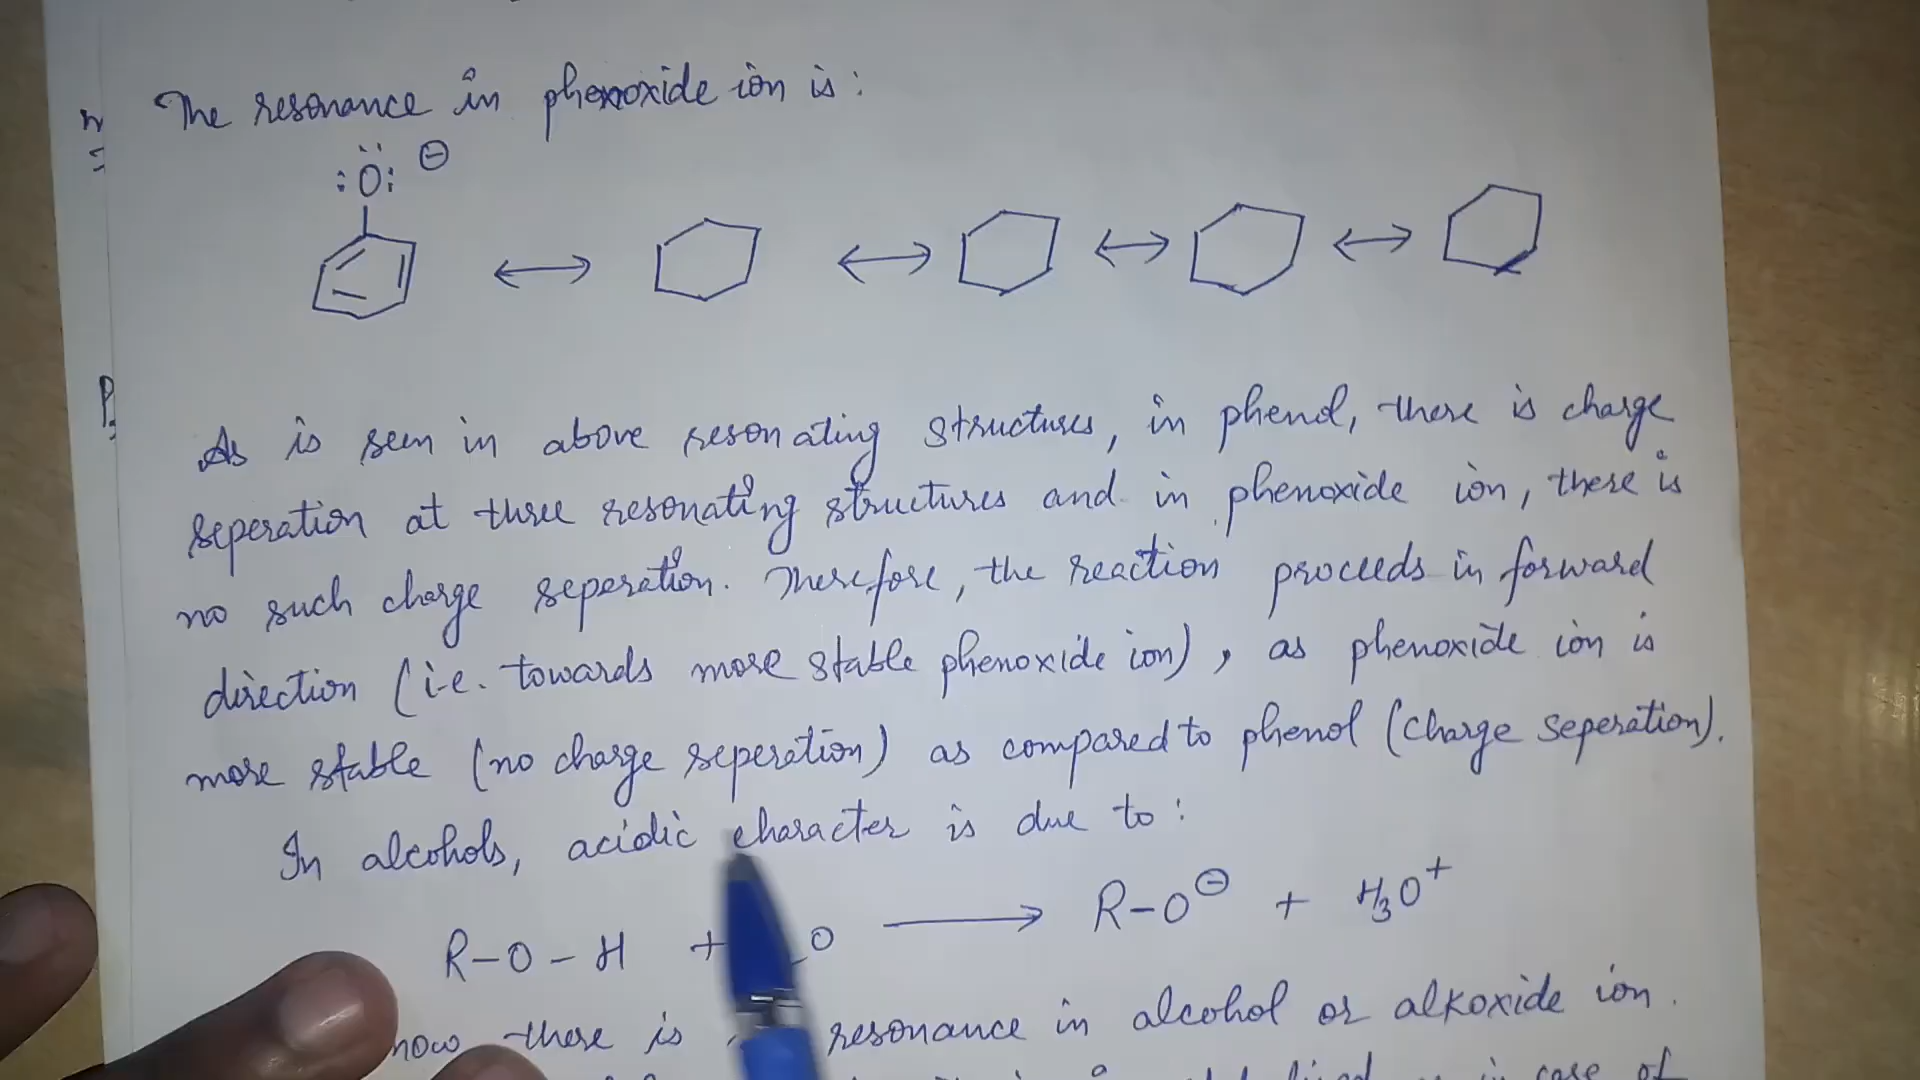 The resonance in phenoxide ion is:
:Ö: ⊖
⟷ ⟷ ⟷ ⟷
As is seen in above resonating structures, in phenol, there is charge
seperation at three resonating structures and in phenoxide ion, there is
no such charge seperation. Therefore, the reaction proceeds in forward
direction (i.e. towards more stable phenoxide ion), as phenoxide ion is
more stable (no charge seperation) as compared to phenol (charge seperation).
In alcohols, acidic character is due to:
R-O-H + O ⟶ R-O⊖ + H₃O⁺
now there is resonance in alcohol or alkoxide ion.
in case of